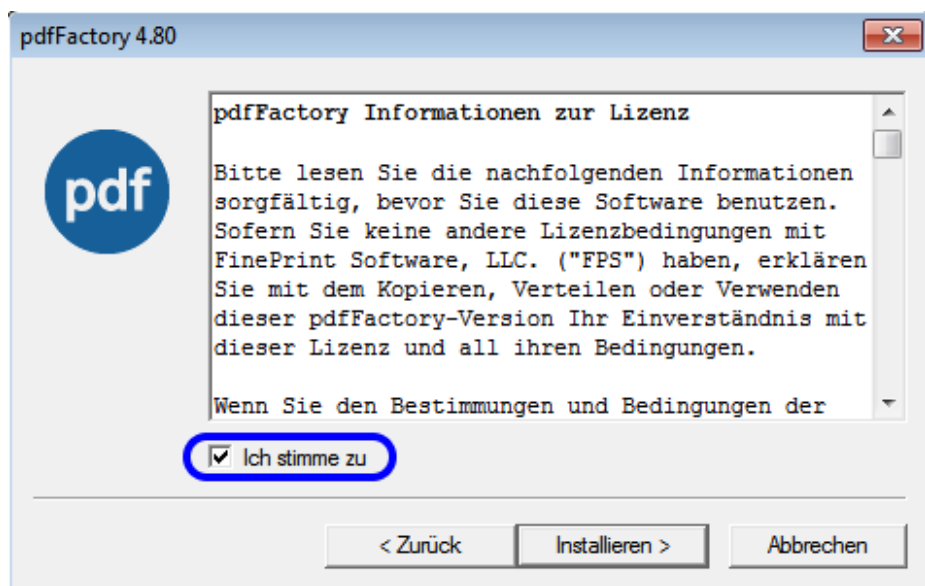 pdfFactory 4.80
pdfFactory Informationen zur Lizenz
Bitte lesen Sie die nachfolgenden Informationen
sorgfältig, bevor Sie diese Software benutzen.
Sofern Sie keine andere Lizenzbedingungen mit
FinePrint Software, LLC. ("FPS") haben, erklären
Sie mit dem Kopieren, Verteilen oder Verwenden
dieser pdfFactory-Version Ihr Einverständnis mit
dieser Lizenz und all ihren Bedingungen.
Wenn Sie den Bestimmungen und Bedingungen der
pdf
Ich stimme zu
< Zurück
Installieren >
Abbrechen